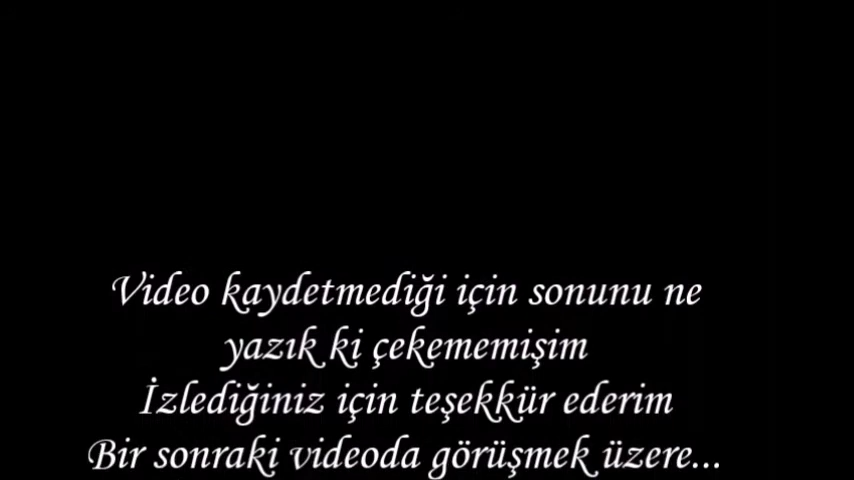 Video kaydetmediği için sonunu ne
yazık ki çekememişim
İzlediğiniz için teşekkür ederim
Bir sonraki videoda görüşmek üzere...